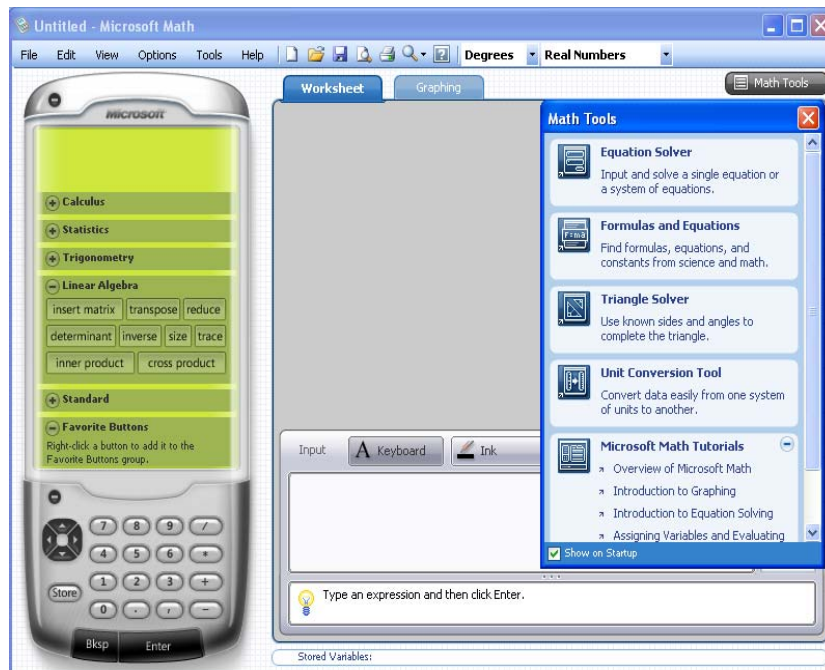 Untitled - Microsoft Math
File Edit View Options Tools Help Degrees Real Numbers
Worksheet Graphing Math Tools
Microsoft
Calculus
Statistics
Trigonometry
Linear Algebra
insert matrix transpose reduce
determinant inverse size trace
inner product cross product
Standard
Favorite Buttons
Right-click a button to add it to the
Favorite Buttons group.
7 8 9 /
4 5 6 *
Store 1 2 3 +
0 . , −
Bksp Enter
Math Tools
Equation Solver
Input and solve a single equation or
a system of equations.
Formulas and Equations
F=ma
Find formulas, equations, and
constants from science and math.
Triangle Solver
Use known sides and angles to
complete the triangle.
Unit Conversion Tool
Convert data easily from one system
of units to another.
Microsoft Math Tutorials
Overview of Microsoft Math
Introduction to Graphing
Introduction to Equation Solving
Assigning Variables and Evaluating
Show on Startup
Input A Keyboard Ink
Type an expression and then click Enter.
Stored Variables: